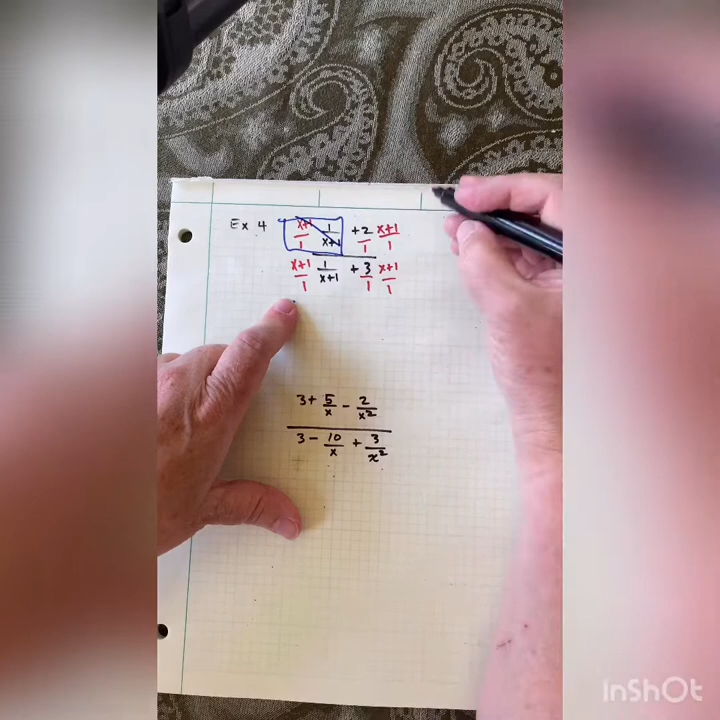 Ex 4
x+1/1 1/x+1 + 2/1 x+1/1
x+1/1 1/x+1 + 3/1 x+1/1
3 + 5/x - 2/x²
3 - 10/x + 3/x²
InShOt